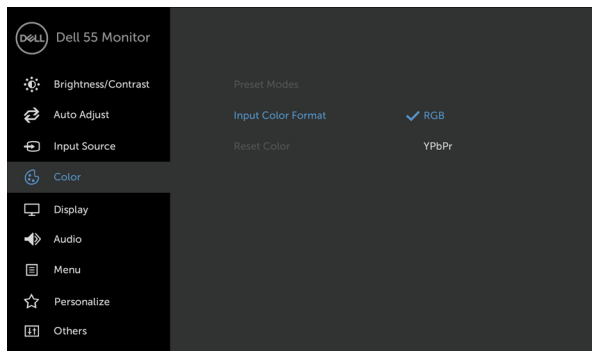 DELL Dell 55 Monitor
Brightness/Contrast Preset Modes
Auto Adjust Input Color Format RGB
Input Source Reset Color YPbPr
Color
Display
Audio
Menu
Personalize
Others